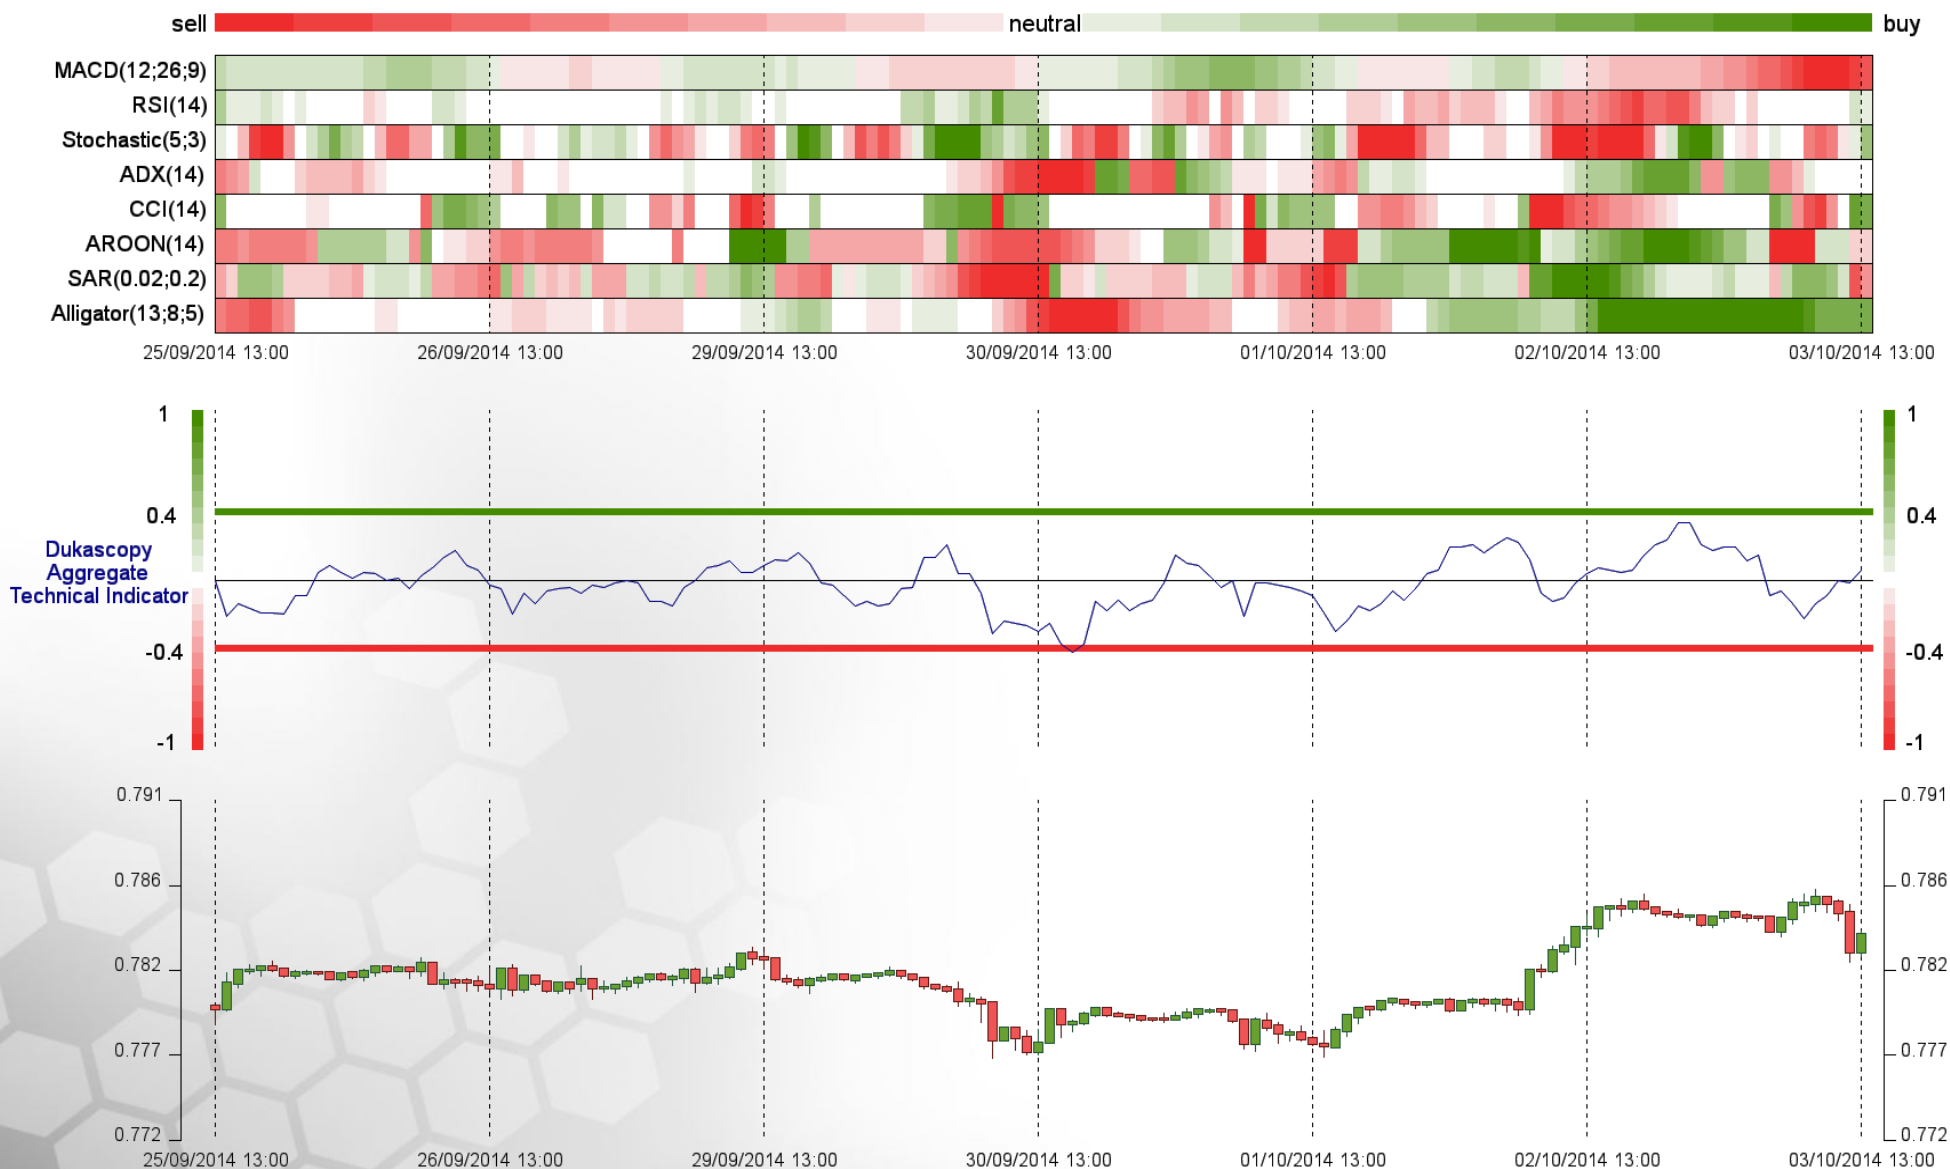 sell neutral buy
MACD(12;26;9)
RSI(14)
Stochastic(5;3)
ADX(14)
CCI(14)
AROON(14)
SAR(0.02;0.2)
Alligator(13;8;5)
25/09/2014 13:00 26/09/2014 13:00 29/09/2014 13:00 30/09/2014 13:00 01/10/2014 13:00 02/10/2014 13:00 03/10/2014 13:00
1 1
0.4 0.4
Dukascopy
Aggregate
Technical Indicator
-0.4 -0.4
-1 -1
0.791 0.791
0.786 0.786
0.782 0.782
0.777 0.777
0.772 0.772
25/09/2014 13:00 26/09/2014 13:00 29/09/2014 13:00 30/09/2014 13:00 01/10/2014 13:00 02/10/2014 13:00 03/10/2014 13:00